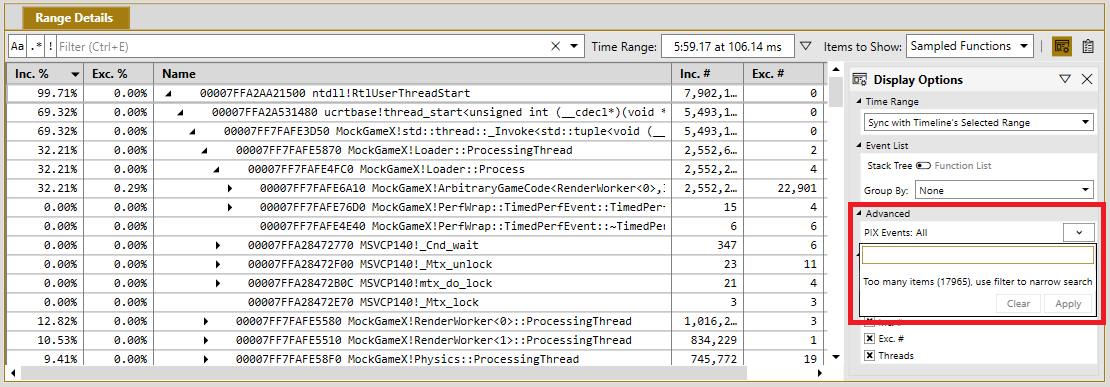 Range Details
Aa .* ! Filter (Ctrl+E) Time Range: 5:59.17 at 106.14 ms Items to Show: Sampled Functions
Inc. % Exc. % Name Inc. # Exc. #
99.71% 0.00% 00007FFA2AA21500 ntdll!RtlUserThreadStart 7,902,1... 0
69.32% 0.00% 00007FFA2A531480 ucrtbase!thread_start<unsigned int (__cdecl*)(void * 5,493,1... 0
69.32% 0.00% 00007FF7FAFE3D50 MockGameX!std::thread::_Invoke<std::tuple<void (__ 5,493,1... 0
32.21% 0.00% 00007FF7FAFE5870 MockGameX!Loader::ProcessingThread 2,552,6... 2
32.21% 0.00% 00007FF7FAFE4FC0 MockGameX!Loader::Process 2,552,2... 4
32.21% 0.29% 00007FF7FAFE6A10 MockGameX!ArbitraryGameCode<RenderWorker<0>, 2,552,2... 22,901
0.00% 0.00% 00007FF7FAFE76D0 MockGameX!PerfWrap::TimedPerfEvent::TimedPerf 15 4
0.00% 0.00% 00007FF7FAFE4E40 MockGameX!PerfWrap::TimedPerfEvent::~TimedPerf 6 6
0.00% 0.00% 00007FFA28472770 MSVCP140!_Cnd_wait 347 6
0.00% 0.00% 00007FFA28472F00 MSVCP140!_Mtx_unlock 23 11
0.00% 0.00% 00007FFA28472B0C MSVCP140!mtx_do_lock 21 4
0.00% 0.00% 00007FFA28472E70 MSVCP140!_Mtx_lock 3 3
12.82% 0.00% 00007FF7FAFE5580 MockGameX!RenderWorker<0>::ProcessingThread 1,016,2... 3
10.53% 0.00% 00007FF7FAFE5510 MockGameX!RenderWorker<1>::ProcessingThread 834,229 1
9.41% 0.00% 00007FF7FAFE58F0 MockGameX!Physics::ProcessingThread 745,772 19
Display Options
Time Range
Sync with Timeline's Selected Range
Event List
Stack Tree Function List
Group By: None
Advanced
PIX Events: All
Too many items (17965), use filter to narrow search
Clear Apply
Exc. #
Threads